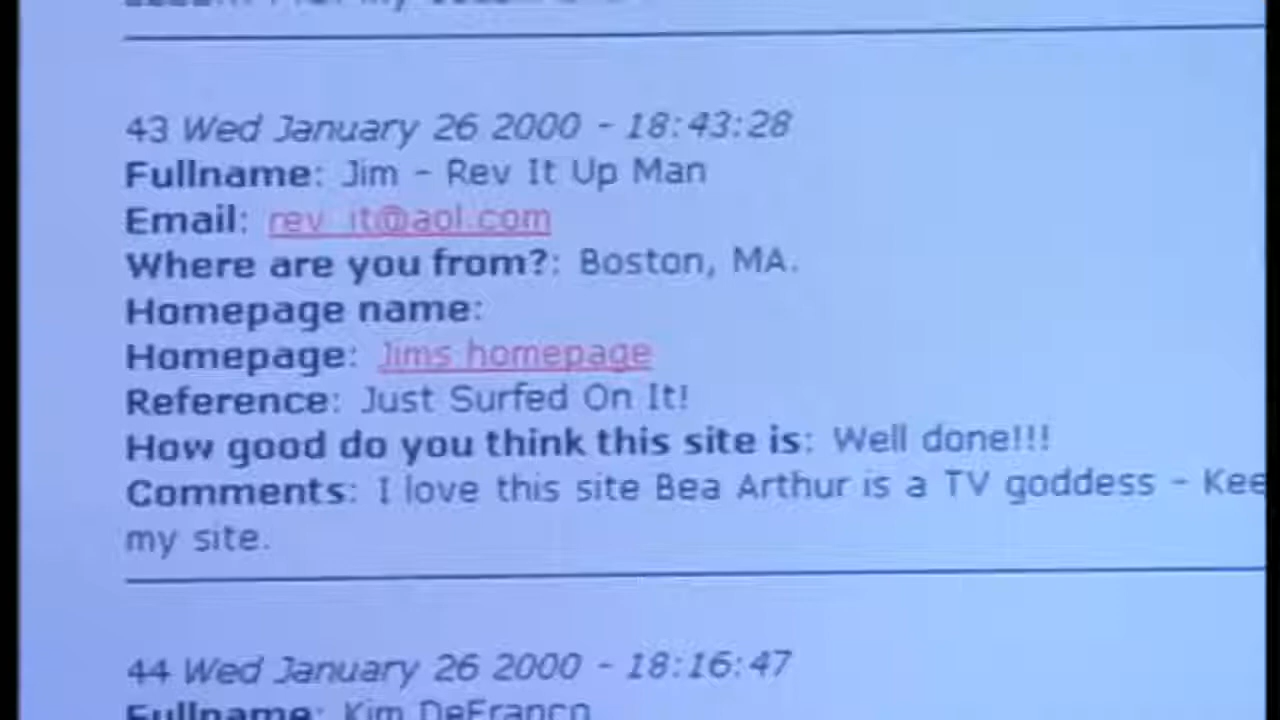 43 Wed January 26 2000 - 18:43:28
Fullname: Jim - Rev It Up Man
Email: rev_it@aol.com
Where are you from?: Boston, MA.
Homepage name:
Homepage: Jims homepage
Reference: Just Surfed On It!
How good do you think this site is: Well done!!!
Comments: I love this site Bea Arthur is a TV goddess - Kee
my site.
44 Wed January 26 2000 - 18:16:47
Fullname: Kim DeFranco